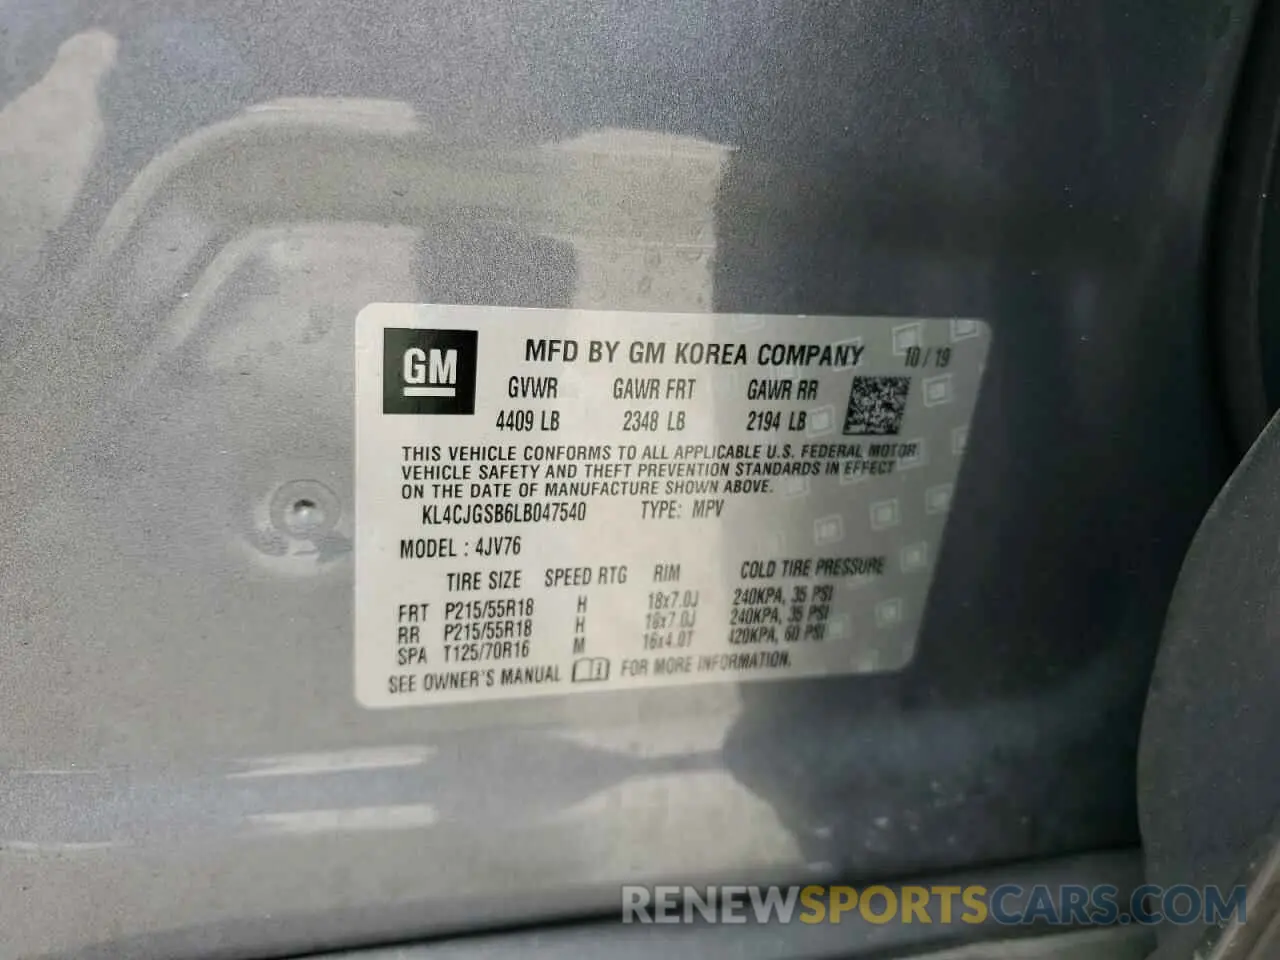 GM
MFD BY GM KOREA COMPANY 10 / 19
GVWR GAWR FRT GAWR RR
4409 LB 2348 LB 2194 LB
THIS VEHICLE CONFORMS TO ALL APPLICABLE U.S. FEDERAL MOTOR
VEHICLE SAFETY AND THEFT PREVENTION STANDARDS IN EFFECT
ON THE DATE OF MANUFACTURE SHOWN ABOVE.
KL4CJGSB6LB047540 TYPE: MPV
MODEL : 4JV76
TIRE SIZE SPEED RTG RIM COLD TIRE PRESSURE
FRT P215/55R18 H 18x7.0J 240KPA, 35 PSI
RR P215/55R18 H 18x7.0J 240KPA, 35 PSI
SPA T125/70R16 M 16x4.0T 420KPA, 60 PSI
SEE OWNER'S MANUAL FOR MORE INFORMATION.
RENEWSPORTSCARS.COM